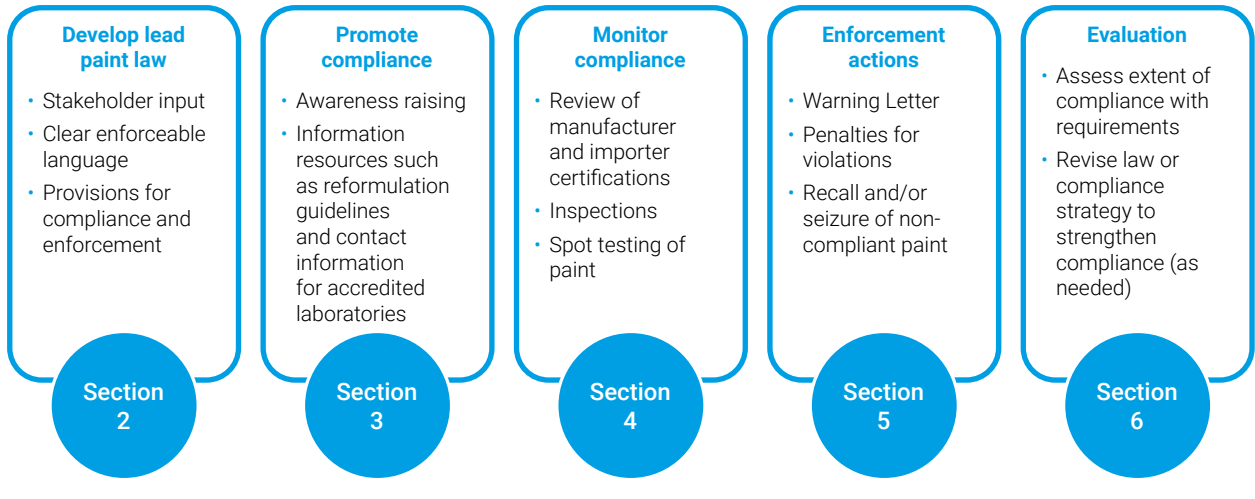 Develop lead
paint law
• Stakeholder input
• Clear enforceable
language
• Provisions for
compliance and
enforcement
Section
2
Promote
compliance
• Awareness raising
• Information
resources such
as reformulation
guidelines
and contact
information
for accredited
laboratories
Section
3
Monitor
compliance
• Review of
manufacturer
and importer
certifications
• Inspections
• Spot testing of
paint
Section
4
Enforcement
actions
• Warning Letter
• Penalties for
violations
• Recall and/or
seizure of non-
compliant paint
Section
5
Evaluation
• Assess extent of
compliance with
requirements
• Revise law or
compliance
strategy to
strengthen
compliance (as
needed)
Section
6